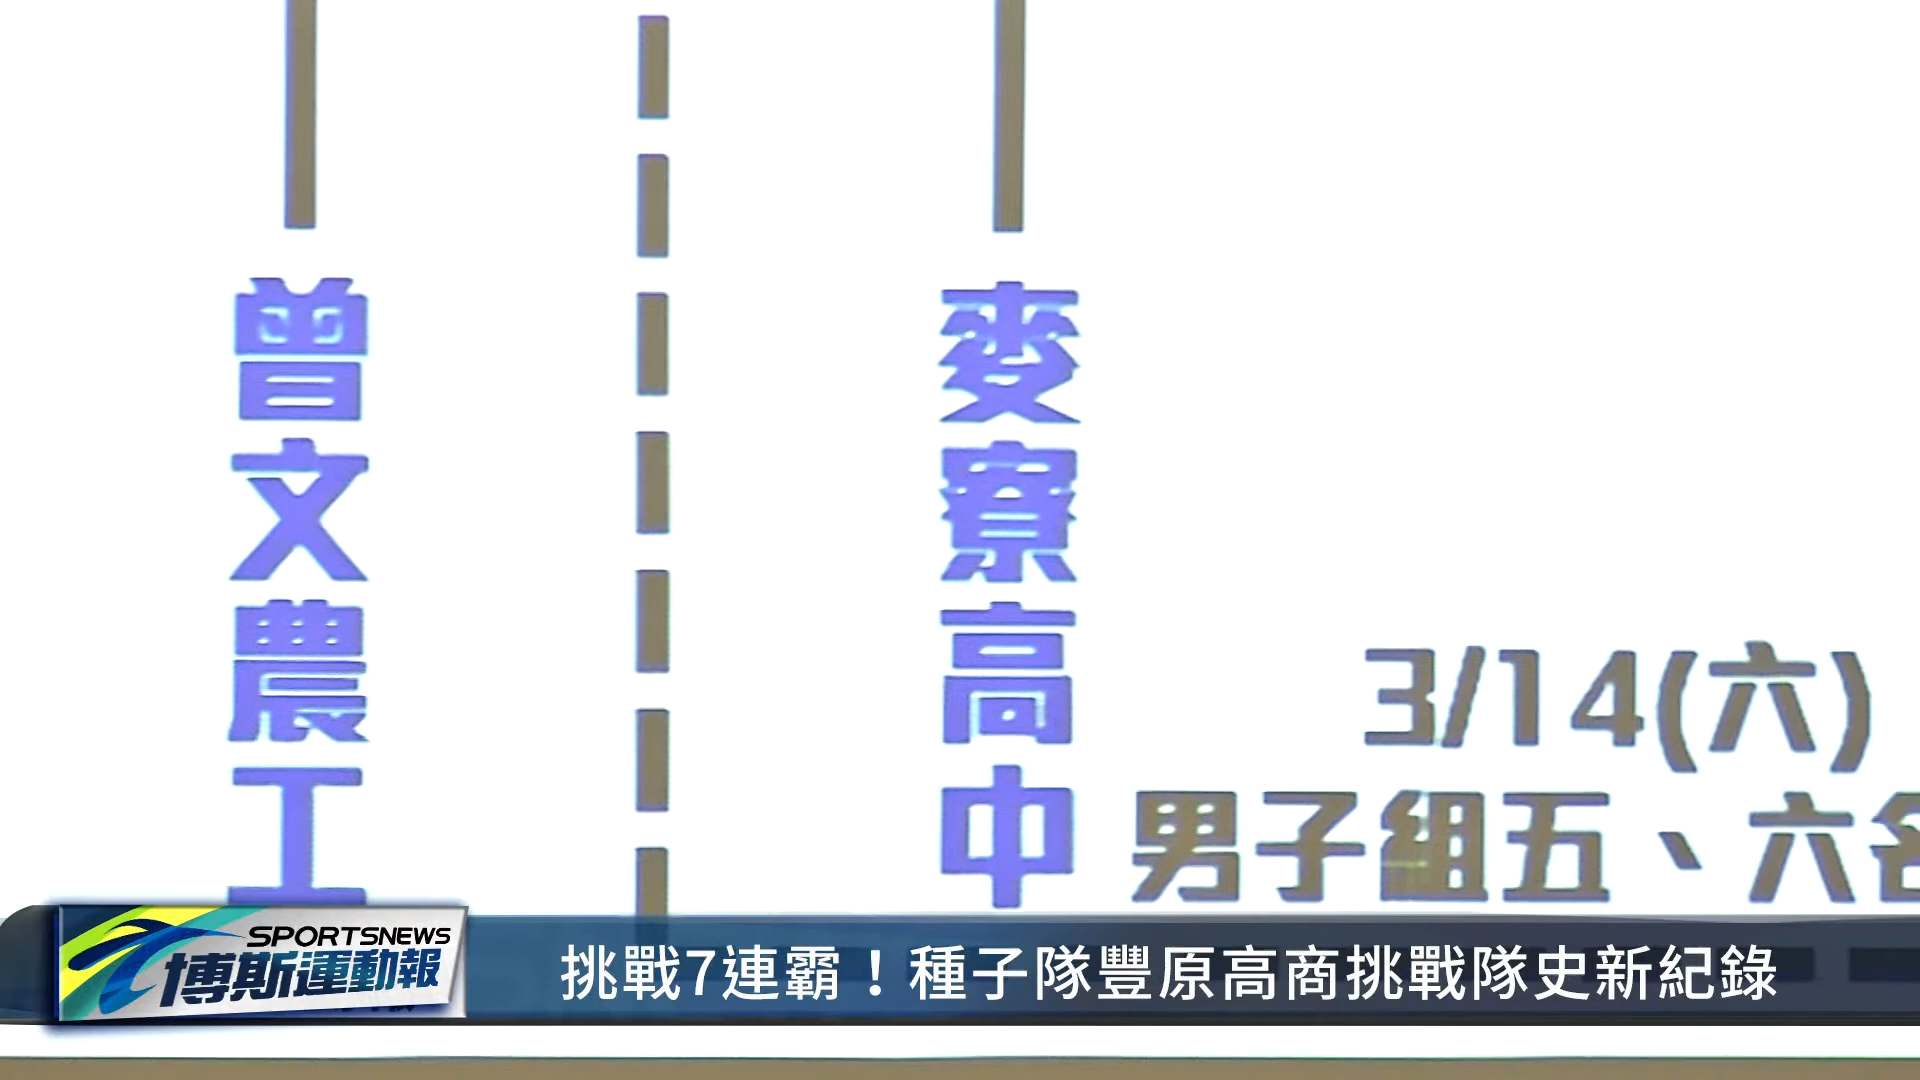 曾文農工
麥寮高中
3/14(六)
男子組五、六名
SPORTSNEWS
博斯運動報
挑戰7連霸！種子隊豐原高商挑戰隊史新紀錄